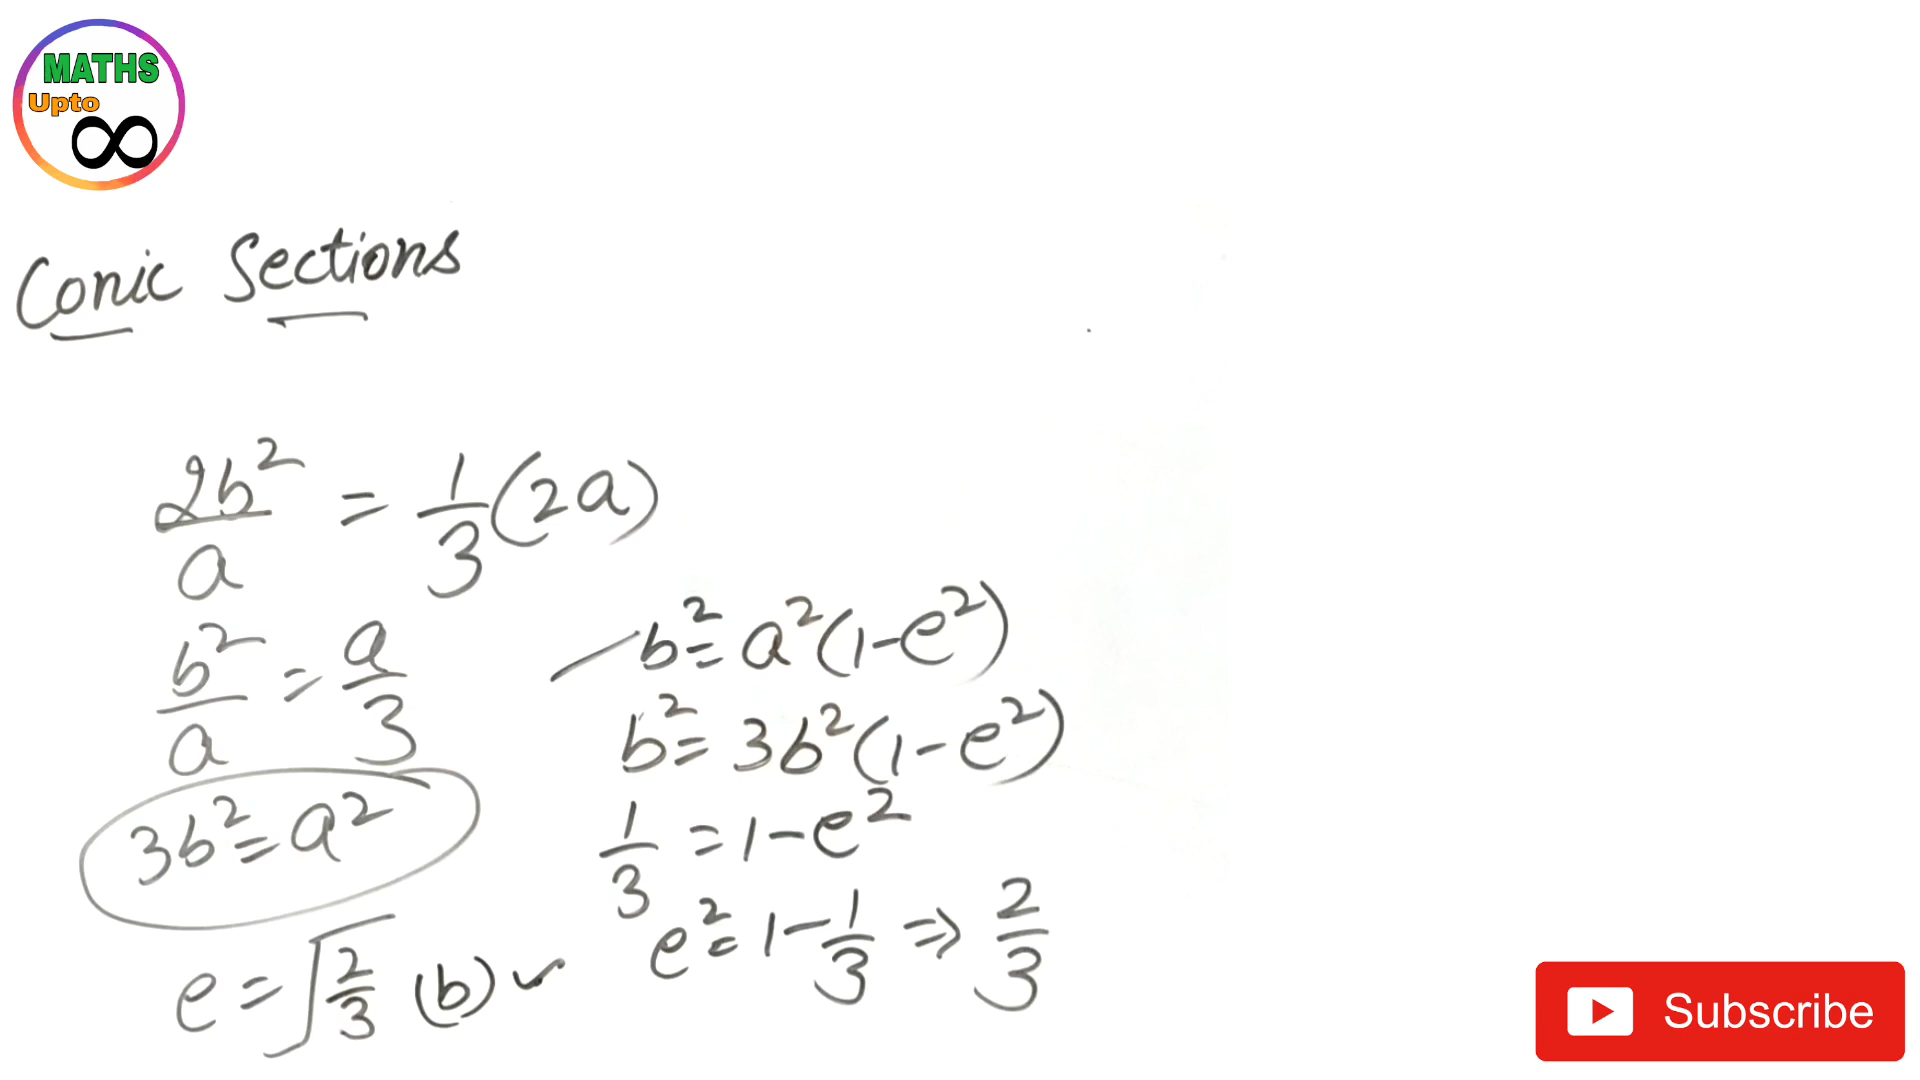 MATHS
Upto
∞
Conic Sections
2b²/a = 1/3(2a)
b²/a = a/3
3b² = a²
e = √(2/3) (b) ✓
b² = a²(1-e²)
b² = 3b²(1-e²)
1/3 = 1-e²
e² = 1-1/3 ⇒ 2/3
Subscribe